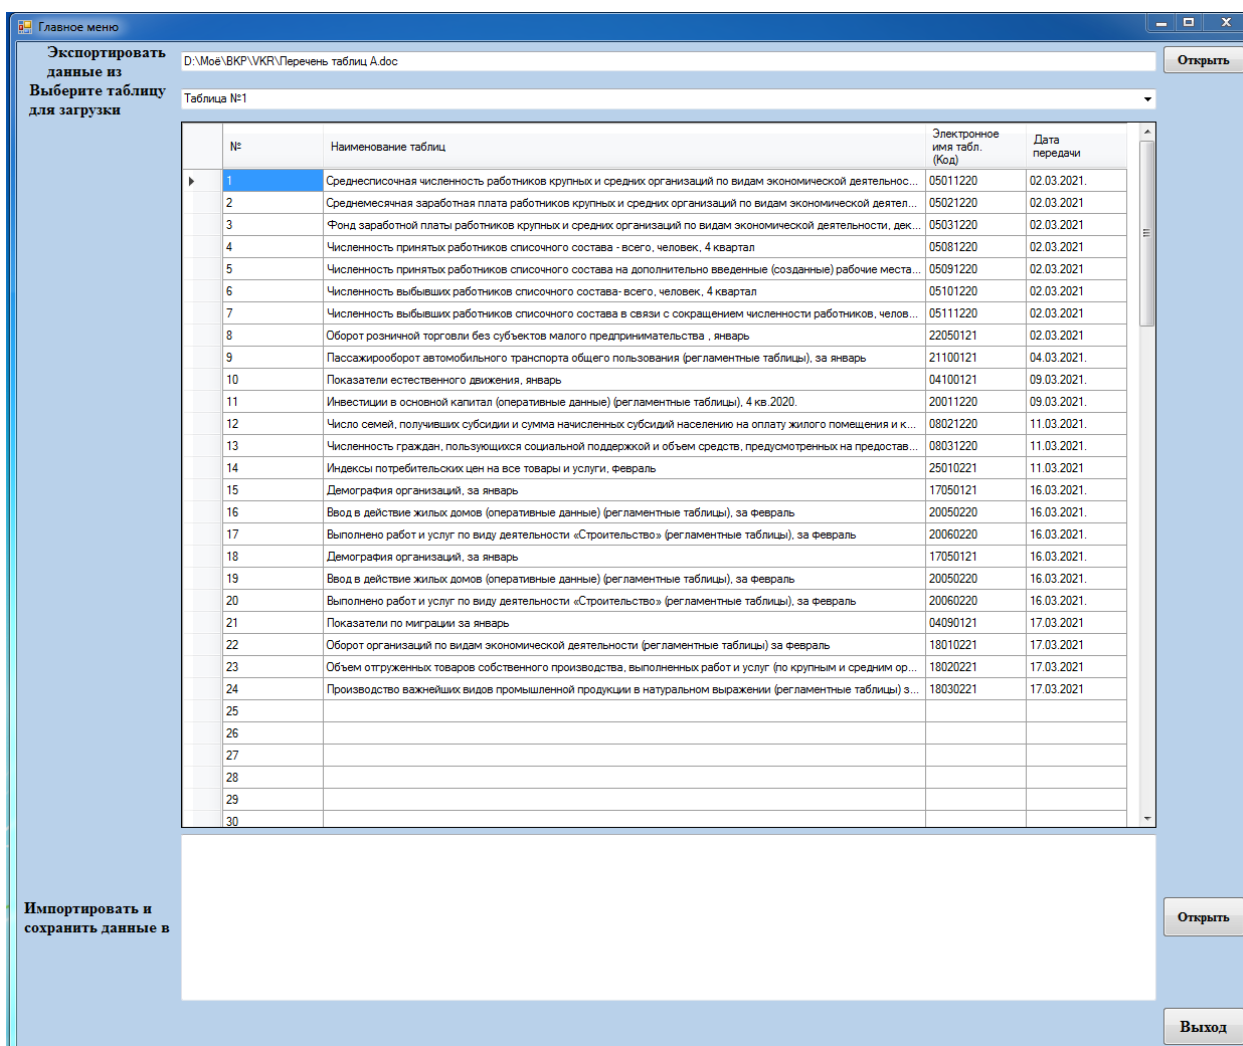 Главное меню
Экспортировать
данные из
D:\Моё\ВКР\VKR\Перечень таблиц А.doc
Открыть
Выберите таблицу
для загрузки
Таблица №1
№ Наименование таблиц Электронное имя табл. (Код) Дата передачи
1 Среднесписочная численность работников крупных и средних организаций по видам экономической деятельнос... 05011220 02.03.2021.
2 Среднемесячная заработная плата работников крупных и средних организаций по видам экономической деятел... 05021220 02.03.2021
3 Фонд заработной платы работников крупных и средних организаций по видам экономической деятельности, дек... 05031220 02.03.2021
4 Численность принятых работников списочного состава - всего, человек, 4 квартал 05081220 02.03.2021
5 Численность принятых работников списочного состава на дополнительно введенные (созданные) рабочие места... 05091220 02.03.2021
6 Численность выбывших работников списочного состава- всего, человек, 4 квартал 05101220 02.03.2021
7 Численность выбывших работников списочного состава в связи с сокращением численности работников, челов... 05111220 02.03.2021
8 Оборот розничной торговли без субъектов малого предпринимательства , январь 22050121 02.03.2021
9 Пассажирооборот автомобильного транспорта общего пользования (регламентные таблицы), за январь 21100121 04.03.2021.
10 Показатели естественного движения, январь 04100121 09.03.2021.
11 Инвестиции в основной капитал (оперативные данные) (регламентные таблицы), 4 кв.2020. 20011220 09.03.2021.
12 Число семей, получивших субсидии и сумма начисленных субсидий населению на оплату жилого помещения и к... 08021220 11.03.2021.
13 Численность граждан, пользующихся социальной поддержкой и объем средств, предусмотренных на предостав... 08031220 11.03.2021.
14 Индексы потребительских цен на все товары и услуги, февраль 25010221 11.03.2021
15 Демография организаций, за январь 17050121 16.03.2021.
16 Ввод в действие жилых домов (оперативные данные) (регламентные таблицы), за февраль 20050220 16.03.2021.
17 Выполнено работ и услуг по виду деятельности «Строительство» (регламентные таблицы), за февраль 20060220 16.03.2021.
18 Демография организаций, за январь 17050121 16.03.2021.
19 Ввод в действие жилых домов (оперативные данные) (регламентные таблицы), за февраль 20050220 16.03.2021.
20 Выполнено работ и услуг по виду деятельности «Строительство» (регламентные таблицы), за февраль 20060220 16.03.2021.
21 Показатели по миграции за январь 04090121 17.03.2021
22 Оборот организаций по видам экономической деятельности (регламентные таблицы) за февраль 18010221 17.03.2021
23 Объем отгруженных товаров собственного производства, выполненных работ и услуг (по крупным и средним ор... 18020221 17.03.2021
24 Производство важнейших видов промышленной продукции в натуральном выражении (регламентные таблицы) з... 18030221 17.03.2021
25
26
27
28
29
30
Импортировать и
сохранить данные в
Открыть
Выход